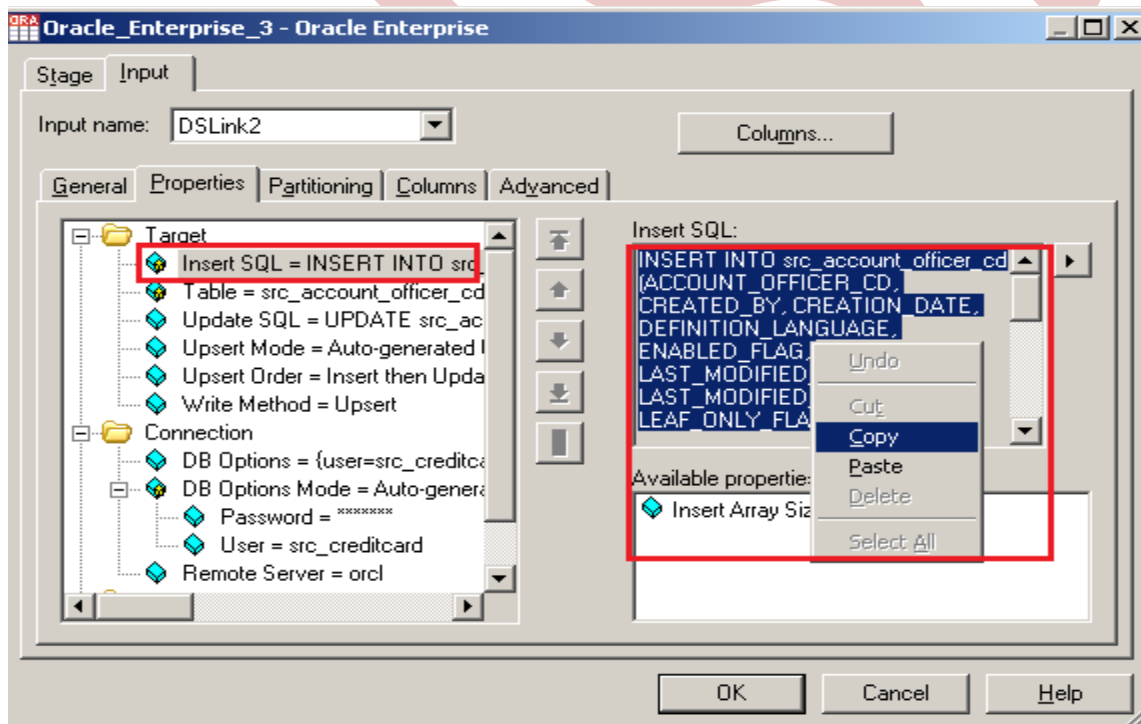 Oracle_Enterprise_3 - Oracle Enterprise
Stage Input
Input name: DSLink2
Columns...
General Properties Partitioning Columns Advanced
Target
Insert SQL = INSERT INTO src_
Table = src_account_officer_cd
Update SQL = UPDATE src_ac
Upsert Mode = Auto-generated
Upsert Order = Insert then Upda
Write Method = Upsert
Connection
DB Options = {user=src_creditca
DB Options Mode = Auto-genera
Password = *******
User = src_creditcard
Remote Server = orcl
Insert SQL:
INSERT INTO src_account_officer_cd
(ACCOUNT_OFFICER_CD,
CREATED_BY, CREATION_DATE,
DEFINITION_LANGUAGE,
ENABLED_FLAG,
LAST_MODIFIED_
LAST_MODIFIED_
LEAF_ONLY_FLA
Undo
Cut
Copy
Paste
Delete
Select All
Available propertie
Insert Array Siz
OK Cancel Help